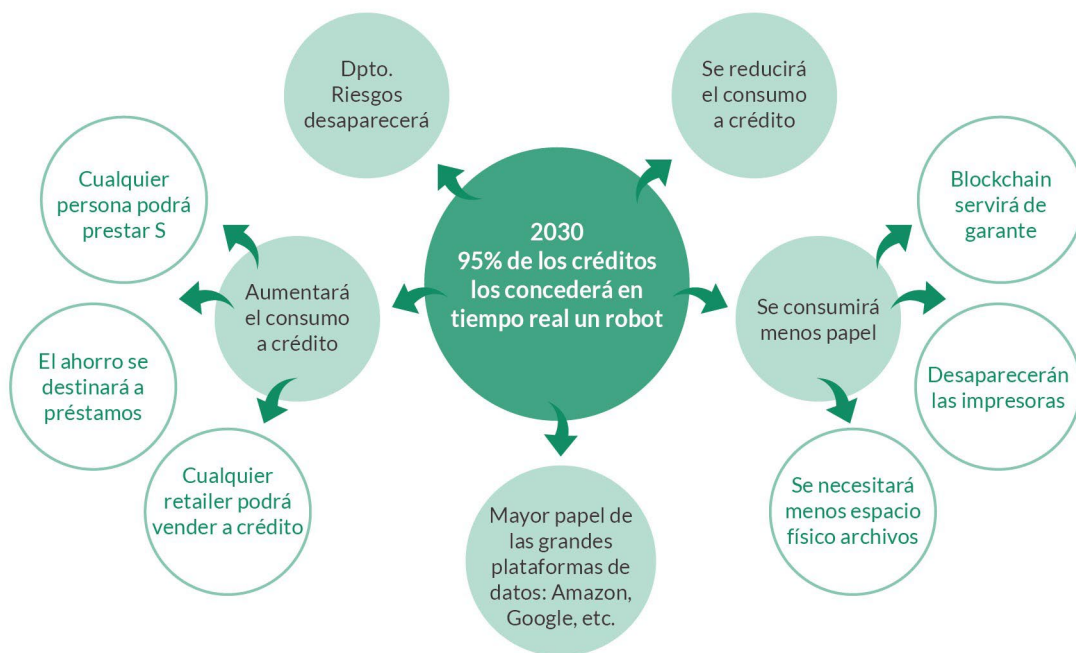 Dpto.
Riesgos
desaparecerá
Se reducirá
el consumo
a crédito
Cualquier
persona podrá
prestar S
Blockchain
servirá de
garante
2030
95% de los créditos
los concederá en
tiempo real un robot
Aumentará
el consumo
a crédito
Se consumirá
menos papel
El ahorro se
destinará a
préstamos
Desaparecerán
las impresoras
Cualquier
retailer podrá
vender a crédito
Se necesitará
menos espacio
físico archivos
Mayor papel de
las grandes
plataformas de
datos: Amazon,
Google, etc.